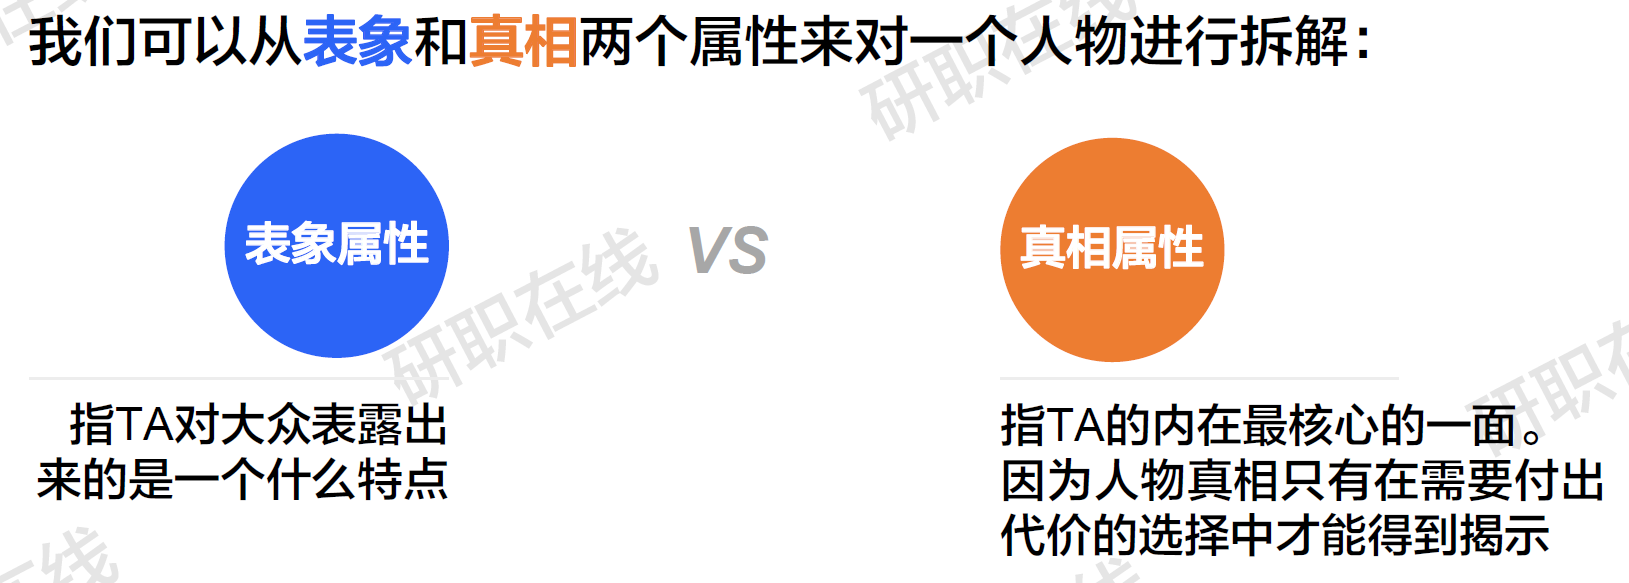 我们可以从表象和真相两个属性来对一个人物进行拆解：
研职在线
表象属性
VS
真相属性
研职在线
研职在
指TA对大众表露出
来的是一个什么特点
指TA的内在最核心的一面。
因为人物真相只有在需要付出
代价的选择中才能得到揭示
在线